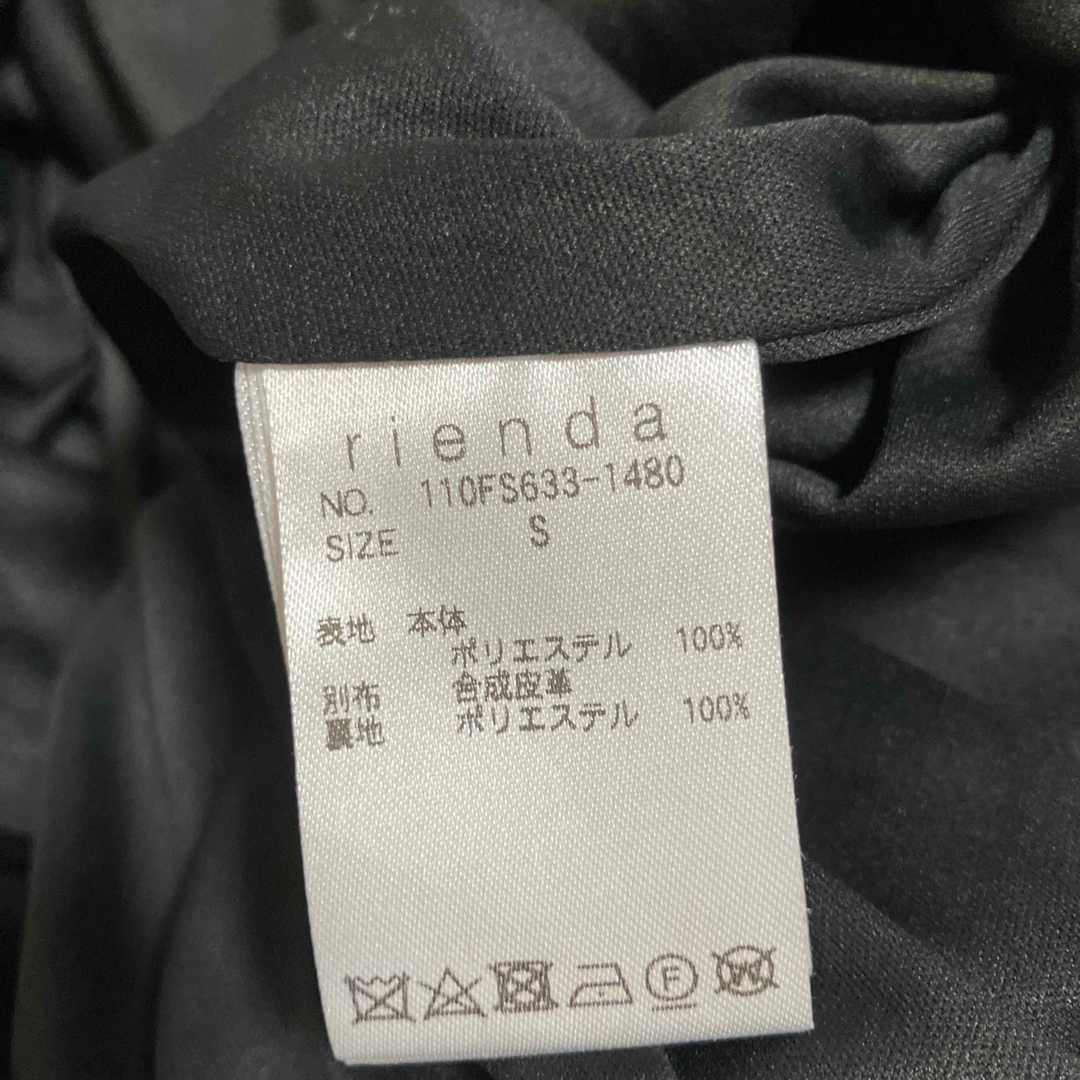 rienda
NO. 110FS633-1480
SIZE S
表地 本体
ポリエステル 100%
別布 合成皮革
裏地 ポリエステル 100%
F
W